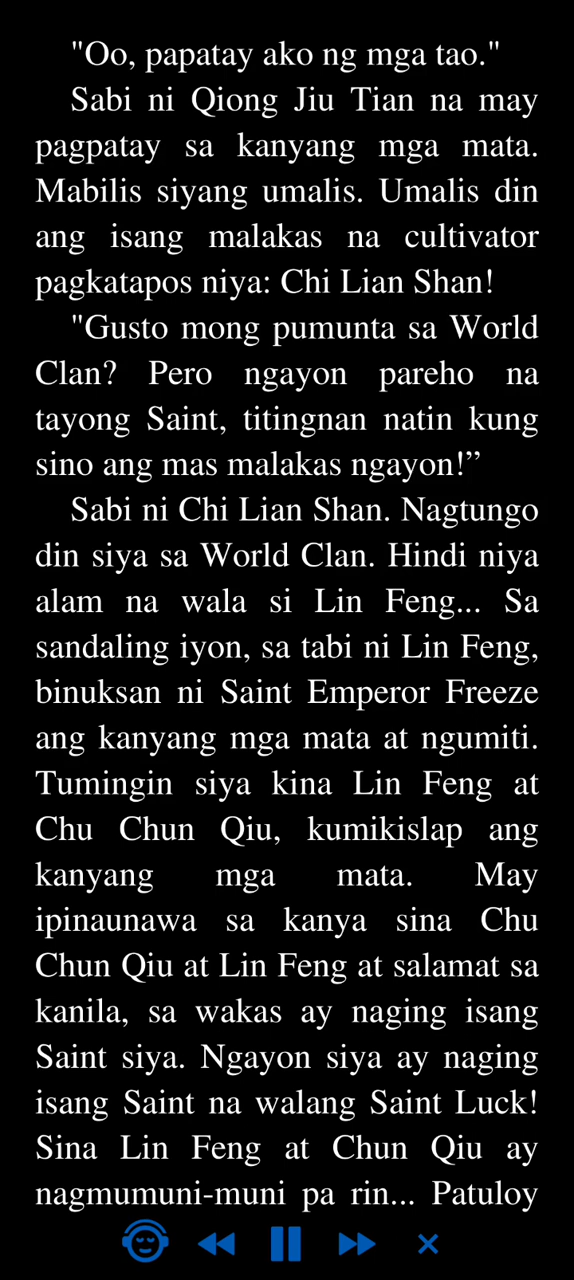 "Oo, papatay ako ng mga tao."
Sabi ni Qiong Jiu Tian na may
pagpatay sa kanyang mga mata.
Mabilis siyang umalis. Umalis din
ang isang malakas na cultivator
pagkatapos niya: Chi Lian Shan!
"Gusto mong pumunta sa World
Clan? Pero ngayon pareho na
tayong Saint, titingnan natin kung
sino ang mas malakas ngayon!”
Sabi ni Chi Lian Shan. Nagtungo
din siya sa World Clan. Hindi niya
alam na wala si Lin Feng... Sa
sandaling iyon, sa tabi ni Lin Feng,
binuksan ni Saint Emperor Freeze
ang kanyang mga mata at ngumiti.
Tumingin siya kina Lin Feng at
Chu Chun Qiu, kumikislap ang
kanyang mga mata. May
ipinaunawa sa kanya sina Chu
Chun Qiu at Lin Feng at salamat sa
kanila, sa wakas ay naging isang
Saint siya. Ngayon siya ay naging
isang Saint na walang Saint Luck!
Sina Lin Feng at Chun Qiu ay
nagmumuni-muni pa rin... Patuloy